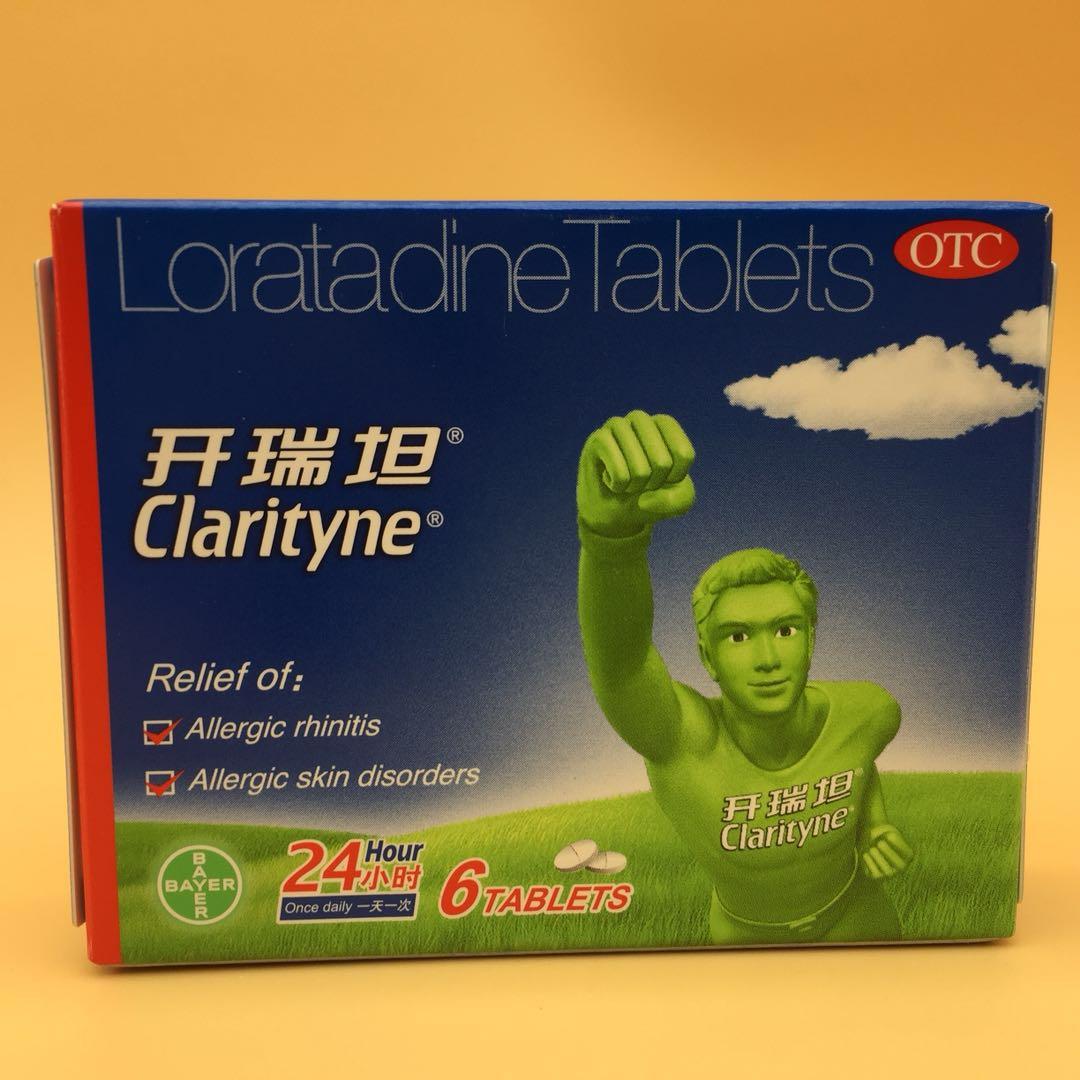 Loratadine Tablets
OTC
开瑞坦®
Clarityne®
Relief of:
Allergic rhinitis
Allergic skin disorders
BAYER
BAYER
24 Hour
小时
Once daily 一天一次
6 TABLETS
开瑞坦®
Clarityne®